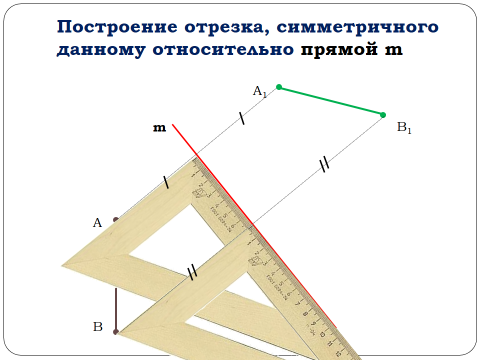 Построение отрезка, симметричного
данному относительно прямой m
A₁
m
B₁
A
B